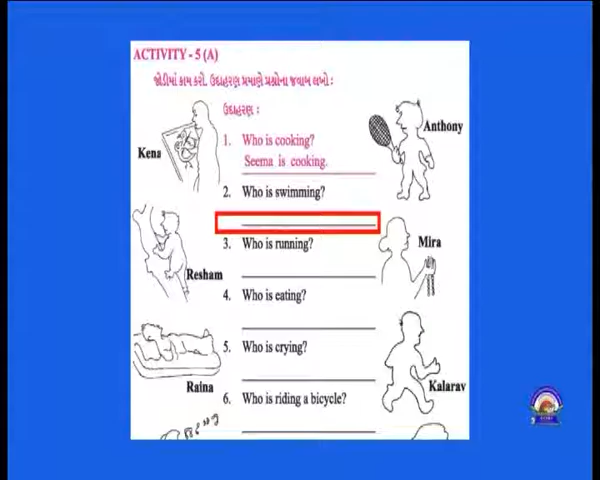 ACTIVITY - 5 (A)
જોડીમાં કામ કરો. ઉદાહરણ પ્રમાણે પ્રશ્નોના જવાબ લખો :
ઉદાહરણ :
1. Who is cooking?
Seema is cooking.
2. Who is swimming?
3. Who is running?
4. Who is eating?
5. Who is crying?
6. Who is riding a bicycle?
Kena
Anthony
Resham
Mira
Raina
Kalarav